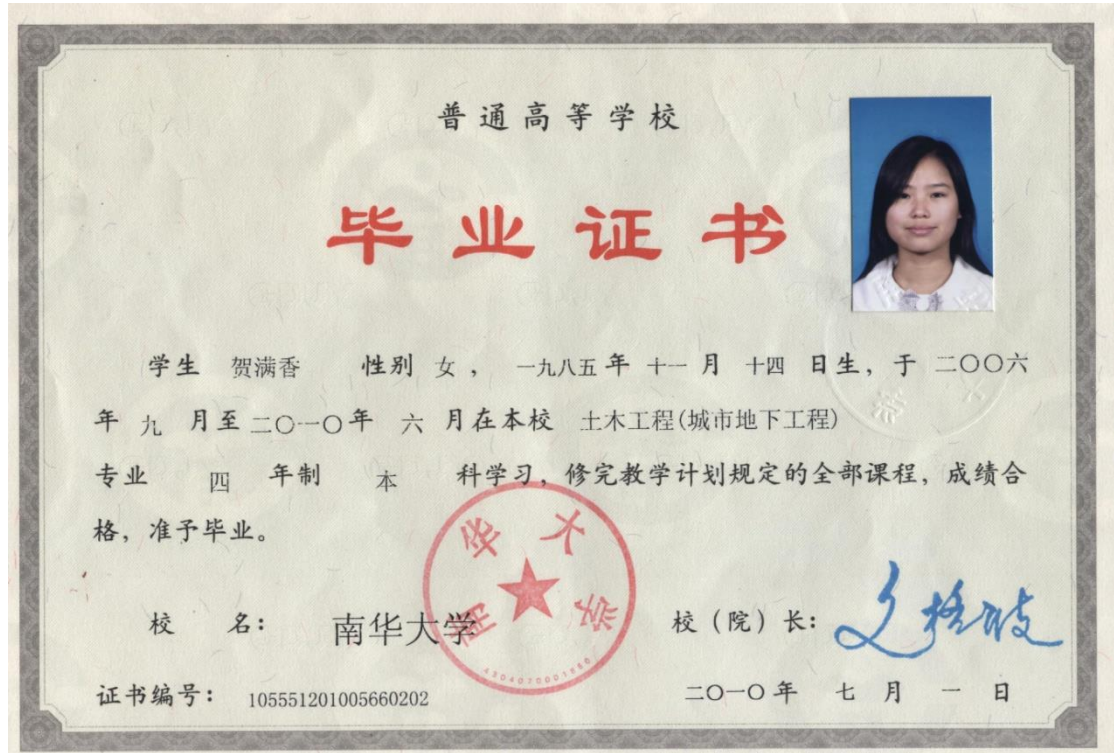 普通高等学校
毕业证书
学生 贺满香 性别 女 , 一九八五 年 十一 月 十四 日生, 于 二〇〇六
年 九 月至 二〇一〇 年 六 月在本校 土木工程(城市地下工程)
专业 四 年制 本 科学习, 修完教学计划规定的全部课程, 成绩合
格, 准予毕业。
南华大学
校 名: 南华大学 校(院)长:
证书编号: 105551201005660202 二〇一〇 年 七 月 一 日